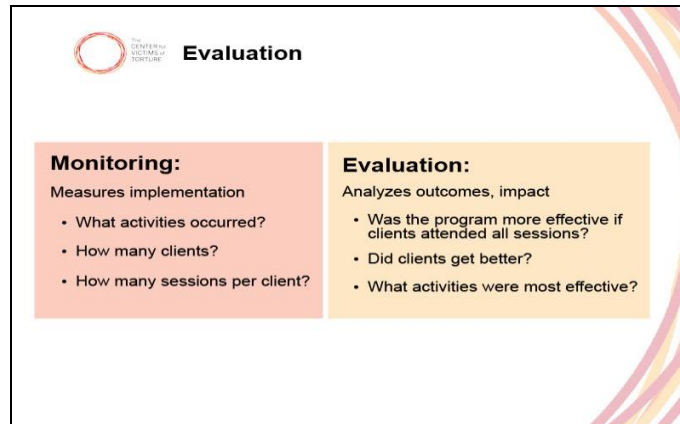 The
CENTER for
VICTIMS of
TORTURE
Evaluation
Monitoring:
Measures implementation
• What activities occurred?
• How many clients?
• How many sessions per client?
Evaluation:
Analyzes outcomes, impact
• Was the program more effective if
clients attended all sessions?
• Did clients get better?
• What activities were most effective?